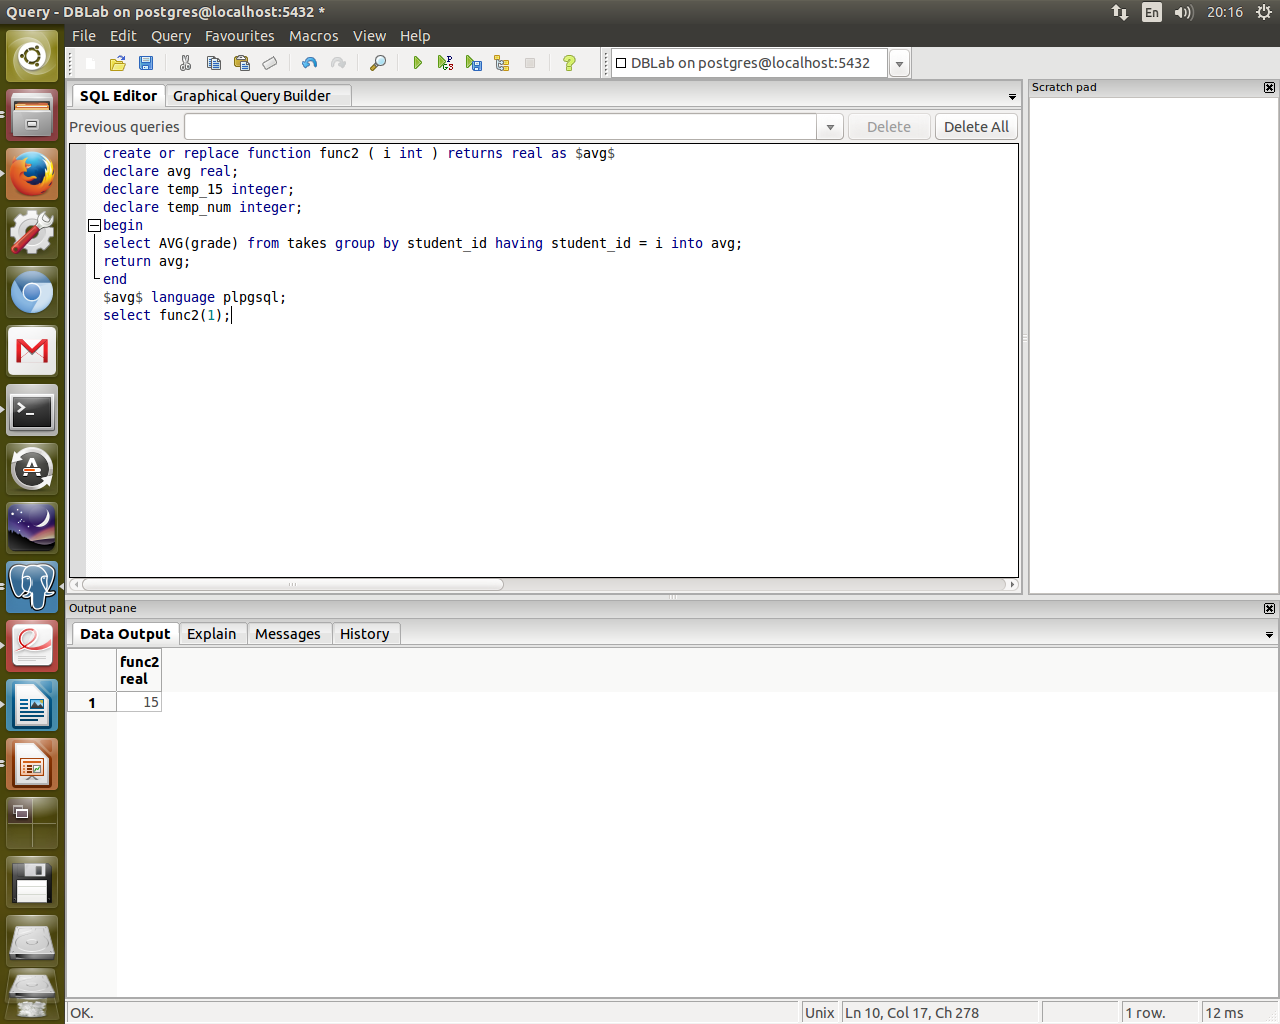 Query - DBLab on postgres@localhost:5432 *
En
20:16
File Edit Query Favourites Macros View Help
DBLab on postgres@localhost:5432
SQL Editor
Graphical Query Builder
Scratch pad
Previous queries
Delete
Delete All
create or replace function func2 ( i int ) returns real as $avg$
declare avg real;
declare temp_15 integer;
declare temp_num integer;
begin
select AVG(grade) from takes group by student_id having student_id = i into avg;
return avg;
end
$avg$ language plpgsql;
select func2(1);
Output pane
Data Output
Explain
Messages
History
func2
real
1
15
OK.
Unix
Ln 10, Col 17, Ch 278
1 row.
12 ms